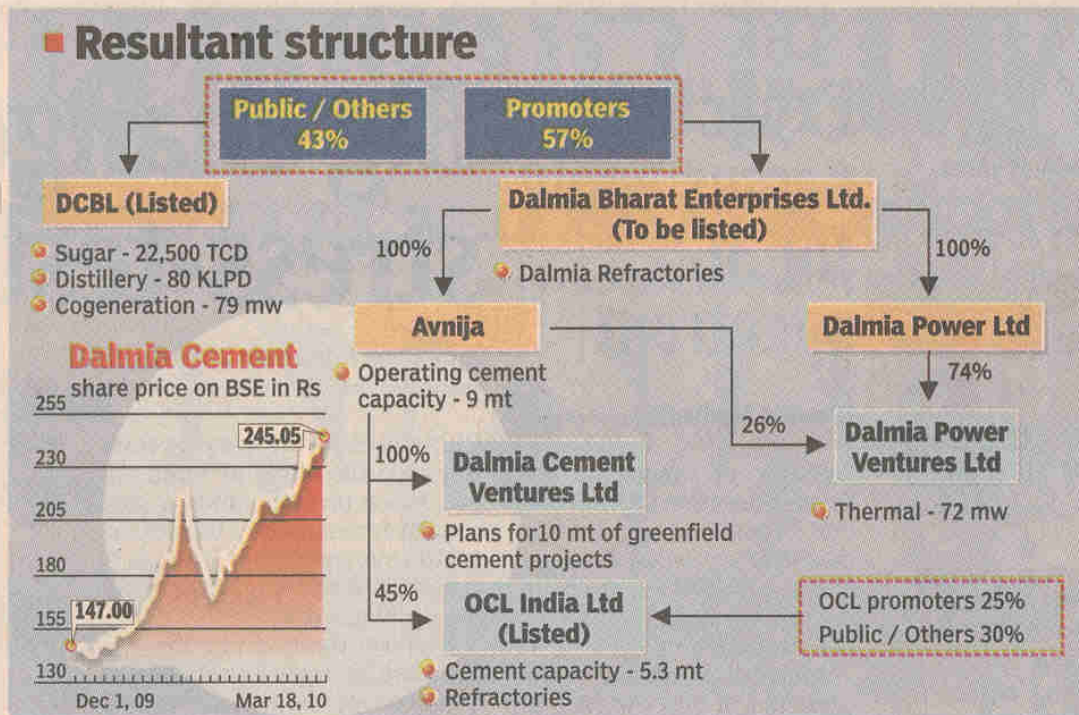 Resultant structure
Public / Others
43%
Promoters
57%
DCBL (Listed)
Sugar - 22,500 TCD
Distillery - 80 KLPD
Cogeneration - 79 mw
Dalmia Bharat Enterprises Ltd.
(To be listed)
100%
Dalmia Refractories
100%
Avnija
Operating cement
capacity - 9 mt
Dalmia Power Ltd
74%
26%
Dalmia Power
Ventures Ltd
Thermal - 72 mw
100%
Dalmia Cement
Ventures Ltd
Plans for10 mt of greenfield
cement projects
45%
OCL India Ltd
(Listed)
Cement capacity - 5.3 mt
Refractories
OCL promoters 25%
Public / Others 30%
Dalmia Cement
share price on BSE in Rs
255
245.05
230
205
180
147.00
155
130
Dec 1, 09
Mar 18, 10